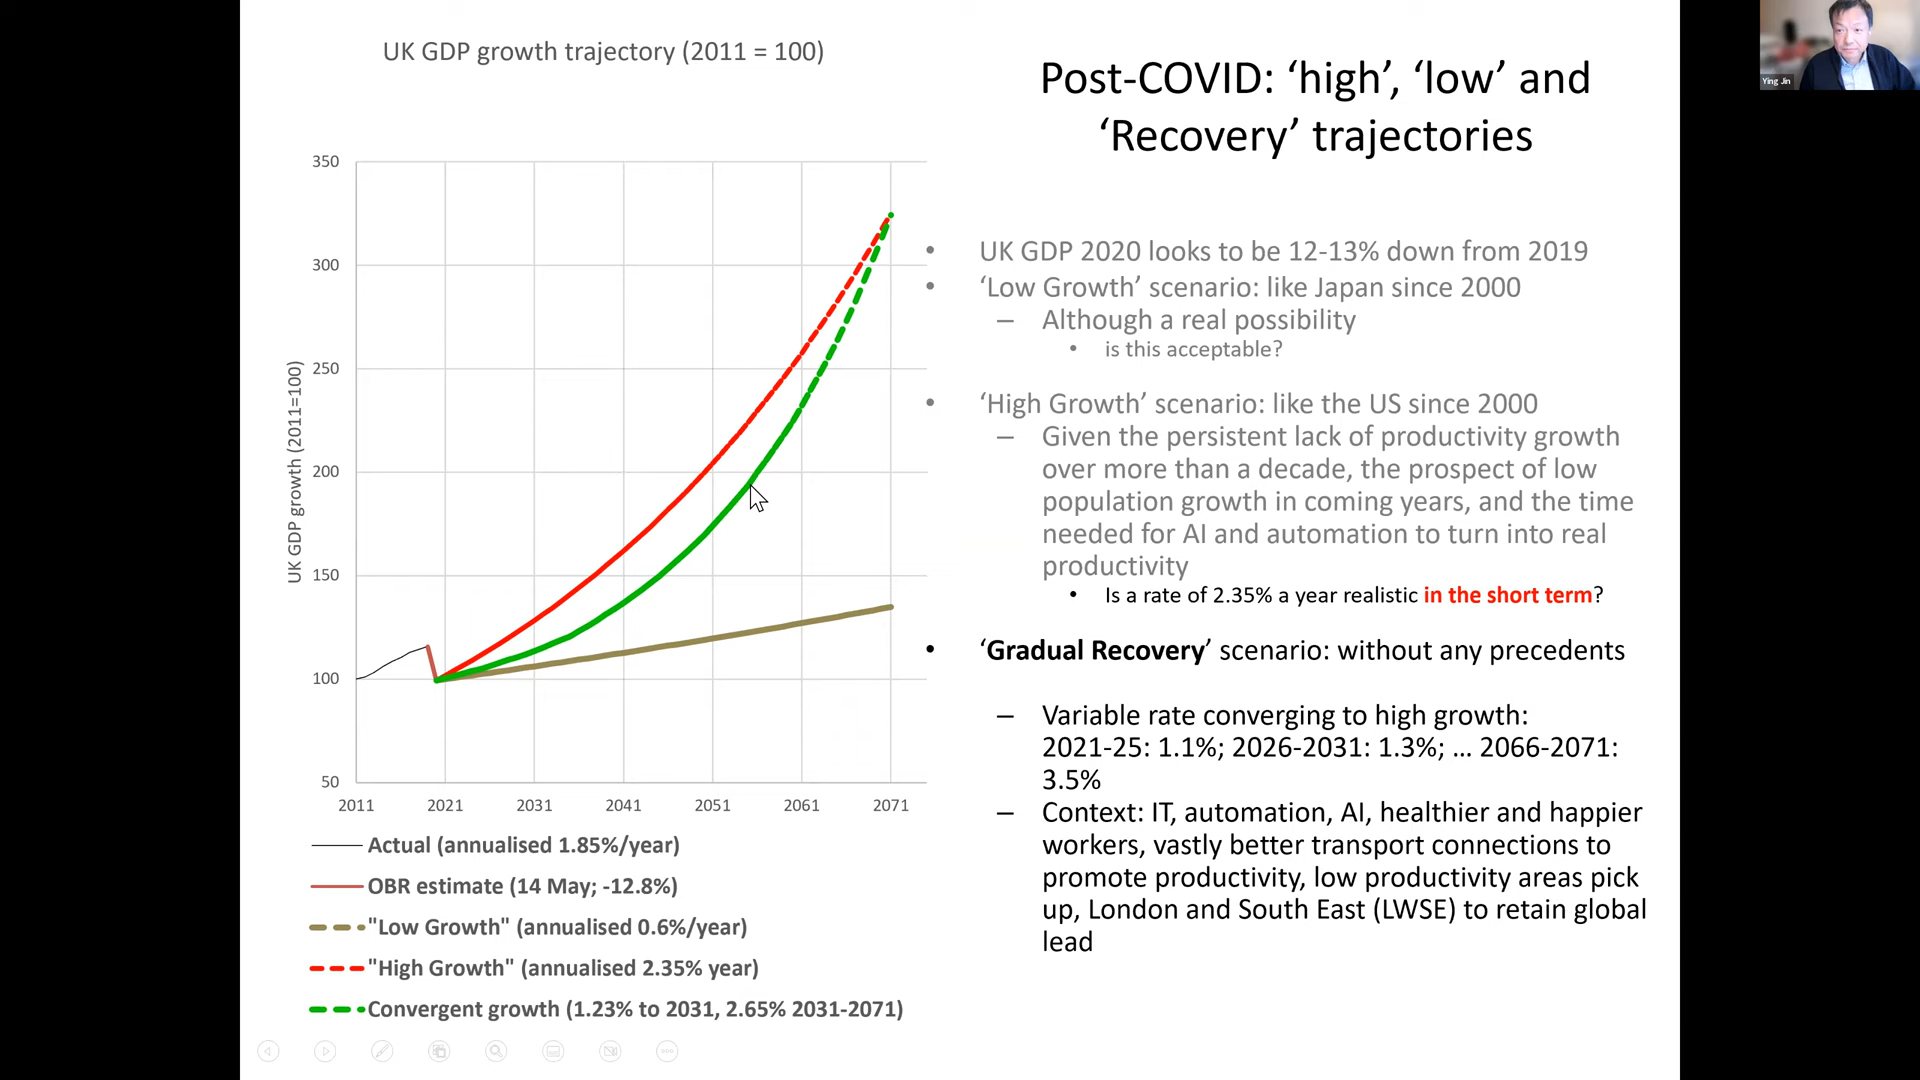 UK GDP growth trajectory (2011 = 100)
UK GDP growth (2011=100)
350
300
250
200
150
100
50
2011 2021 2031 2041 2051 2061 2071
Actual (annualised 1.85%/year)
OBR estimate (14 May; -12.8%)
"Low Growth" (annualised 0.6%/year)
"High Growth" (annualised 2.35% year)
Convergent growth (1.23% to 2031, 2.65% 2031-2071)
Post-COVID: ‘high’, ‘low’ and
‘Recovery’ trajectories
• UK GDP 2020 looks to be 12-13% down from 2019
• ‘Low Growth’ scenario: like Japan since 2000
– Although a real possibility
• is this acceptable?
• ‘High Growth’ scenario: like the US since 2000
– Given the persistent lack of productivity growth
over more than a decade, the prospect of low
population growth in coming years, and the time
needed for AI and automation to turn into real
productivity
• Is a rate of 2.35% a year realistic in the short term?
• ‘Gradual Recovery’ scenario: without any precedents
– Variable rate converging to high growth:
2021-25: 1.1%; 2026-2031: 1.3%; ... 2066-2071:
3.5%
– Context: IT, automation, AI, healthier and happier
workers, vastly better transport connections to
promote productivity, low productivity areas pick
up, London and South East (LWSE) to retain global
lead
Ying Jin